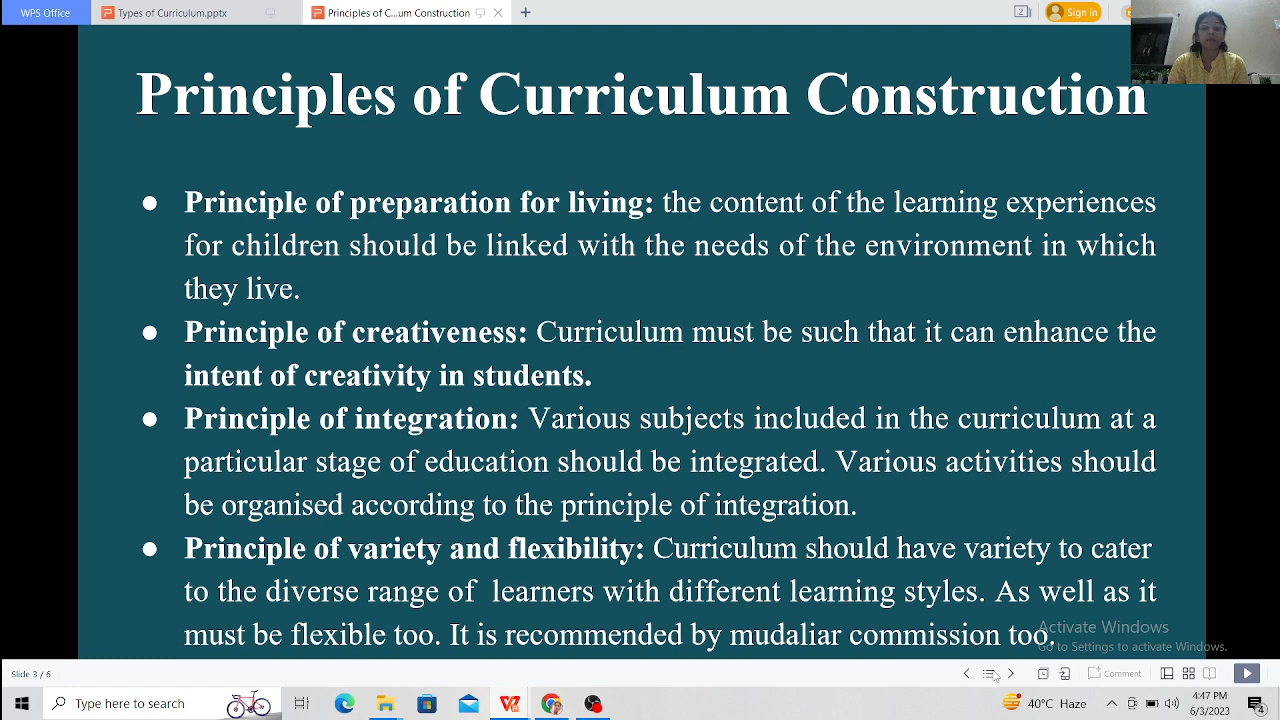 WPS Office
Types of Curriculum.pptx
Principles of C...um Construction
2
Sign in
Principles of Curriculum Construction
● Principle of preparation for living: the content of the learning experiences
for children should be linked with the needs of the environment in which
they live.
● Principle of creativeness: Curriculum must be such that it can enhance the
intent of creativity in students.
● Principle of integration: Various subjects included in the curriculum at a
particular stage of education should be integrated. Various activities should
be organised according to the principle of integration.
● Principle of variety and flexibility: Curriculum should have variety to cater
to the diverse range of learners with different learning styles. As well as it
must be flexible too. It is recommended by mudaliar commission too.
Activate Windows
Go to Settings to activate Windows.
Slide 3 / 6
Comment
Type here to search
40°C Haze
4:47 PM
6/3/2023
4